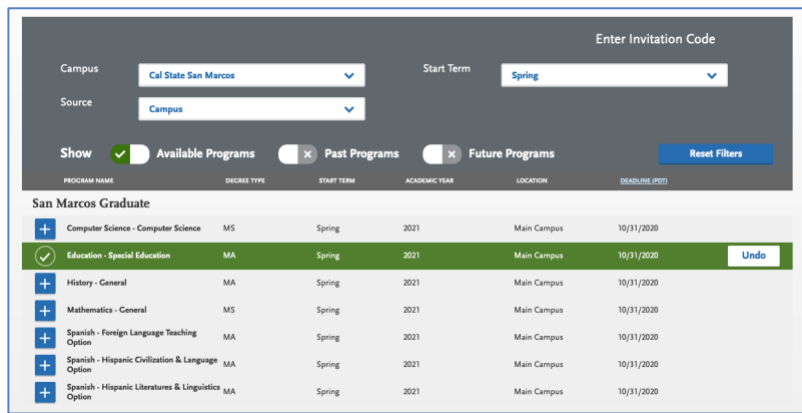 Enter Invitation Code
Campus Cal State San Marcos Start Term Spring
Source Campus
Show Available Programs Past Programs Future Programs Reset Filters
PROGRAM NAME DEGREE TYPE START TERM ACADEMIC YEAR LOCATION DEADLINE (PDT)
San Marcos Graduate
Computer Science - Computer Science MS Spring 2021 Main Campus 10/31/2020
Education - Special Education MA Spring 2021 Main Campus 10/31/2020 Undo
History - General MA Spring 2021 Main Campus 10/31/2020
Mathematics - General MS Spring 2021 Main Campus 10/31/2020
Spanish - Foreign Language Teaching
Option MA Spring 2021 Main Campus 10/31/2020
Spanish - Hispanic Civilization & Language
Option MA Spring 2021 Main Campus 10/31/2020
Spanish - Hispanic Literatures & Linguistics
Option MA Spring 2021 Main Campus 10/31/2020